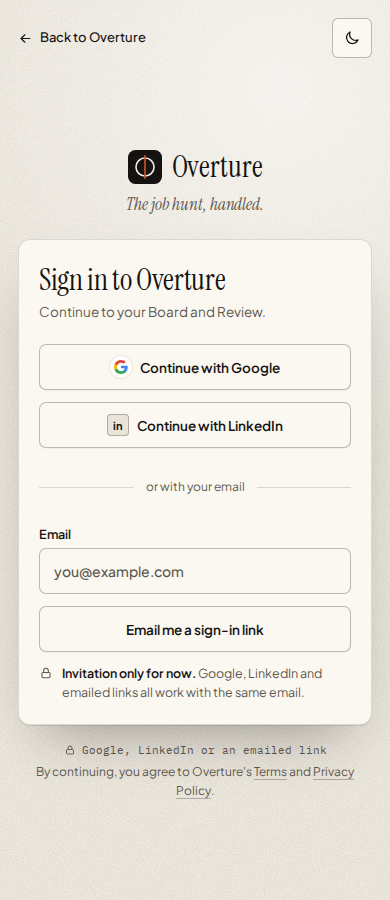 ← Back to Overture
Overture
The job hunt, handled.
Sign in to Overture
Continue to your Board and Review.
Continue with Google
in Continue with LinkedIn
or with your email
Email
you@example.com
Email me a sign-in link
Invitation only for now. Google, LinkedIn and
emailed links all work with the same email.
Google, LinkedIn or an emailed link
By continuing, you agree to Overture's Terms and Privacy
Policy.